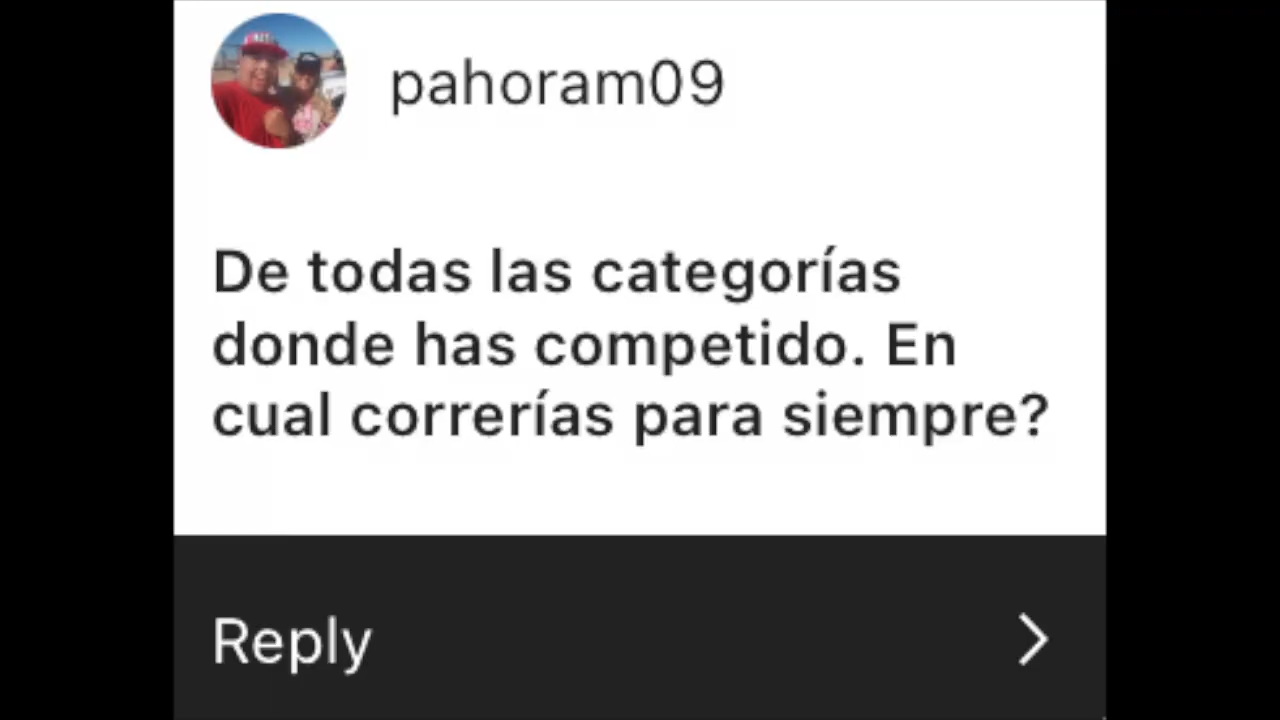 pahoram09
De todas las categorías
donde has competido. En
cual correrías para siempre?
Reply